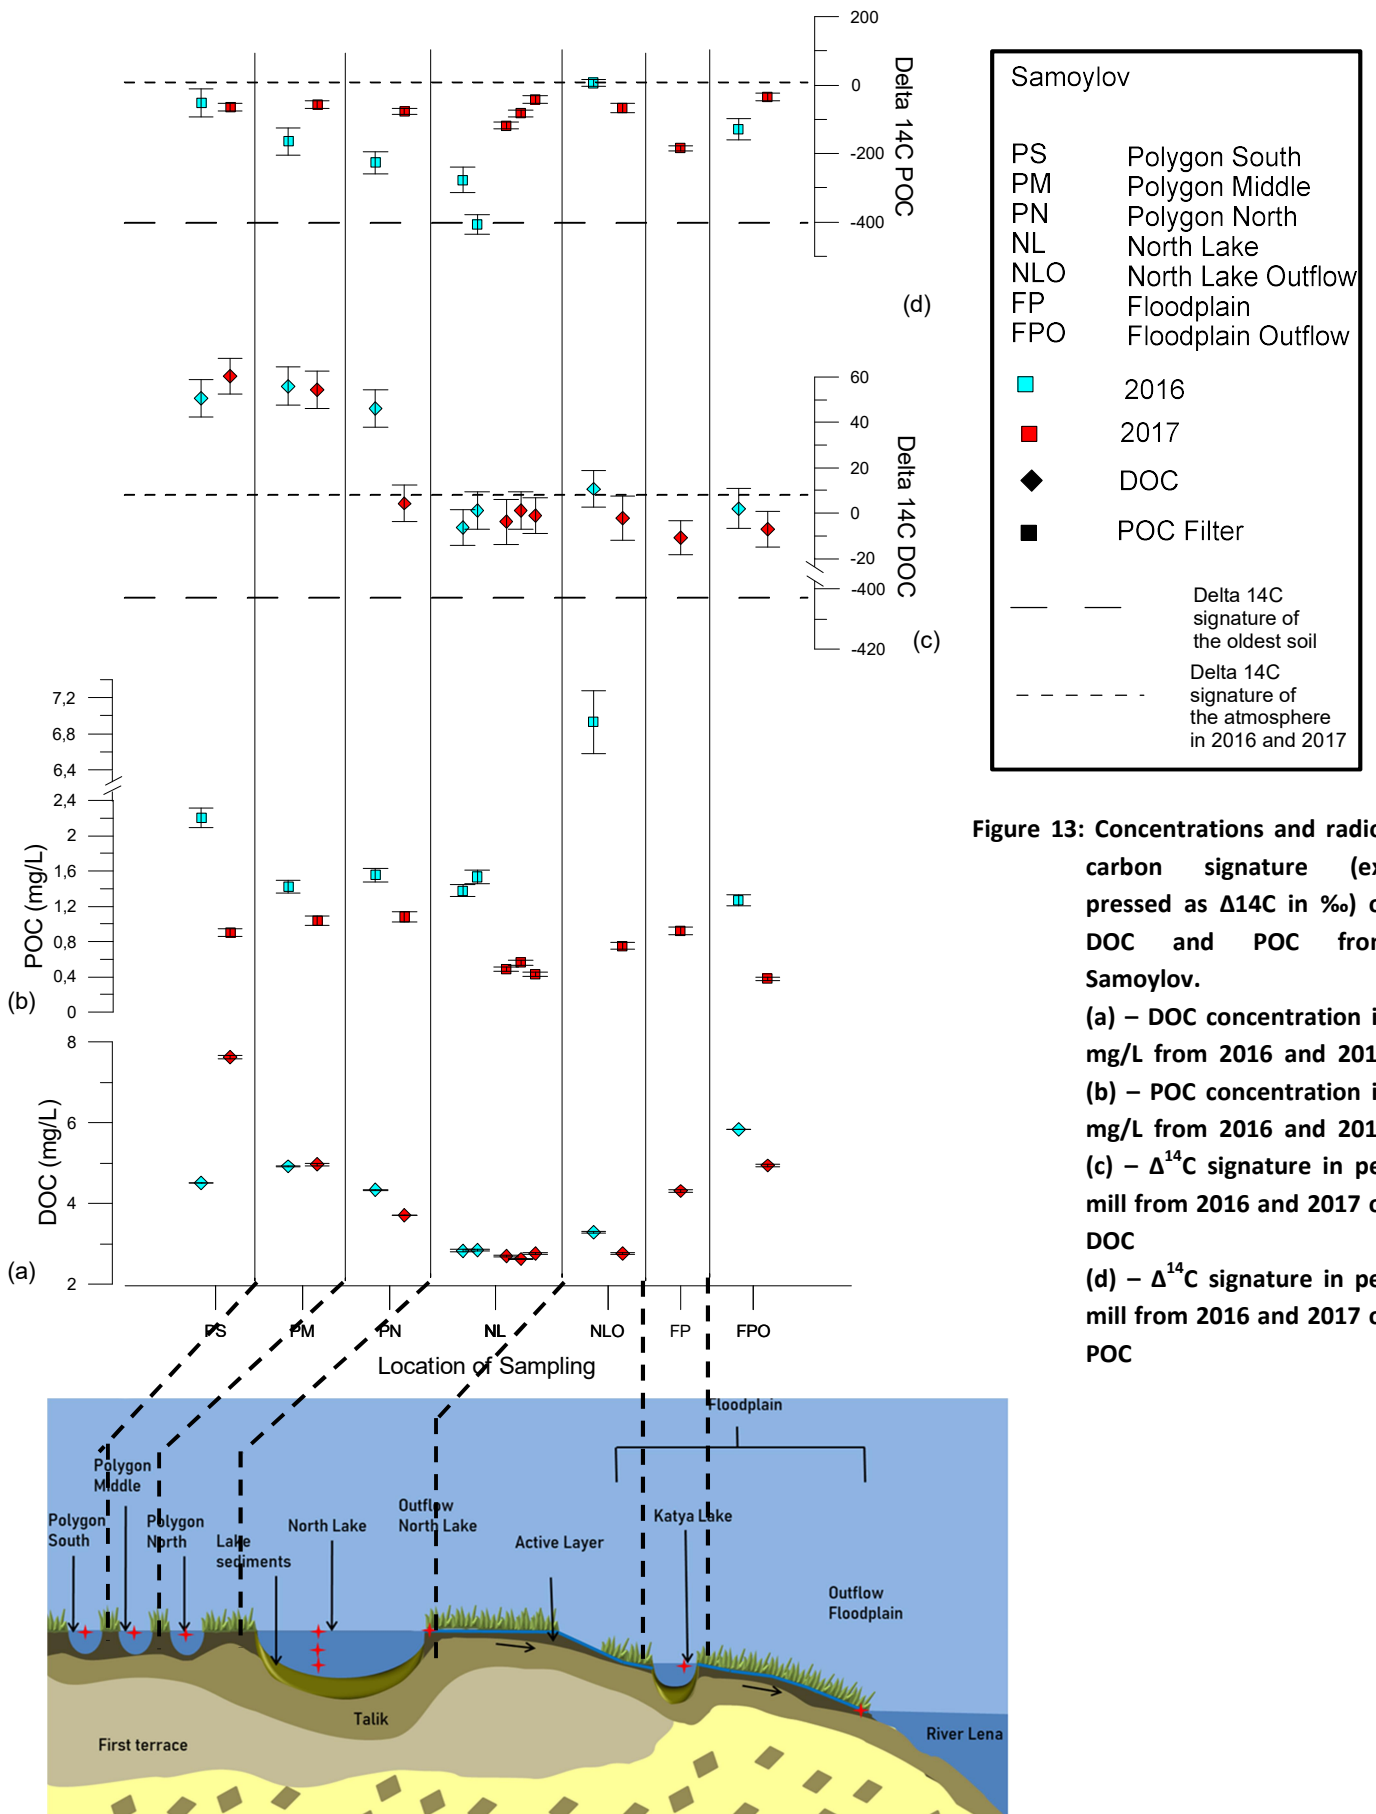 200
0
-200
-400
Delta 14C POC
(d)
60
40
20
0
-20
-400
-420
Delta 14C DOC
(c)
7,2
6,8
6,4
2,4
2
1,6
1,2
0,8
0,4
0
POC (mg/L)
(b)
8
6
4
2
DOC (mg/L)
(a)
PS PM PN NL NLO FP FPO
Location of Sampling
Samoylov
PS Polygon South
PM Polygon Middle
PN Polygon North
NL North Lake
NLO North Lake Outflow
FP Floodplain
FPO Floodplain Outflow
2016
2017
DOC
POC Filter
Delta 14C
signature of
the oldest soil
Delta 14C
signature of
the atmosphere
in 2016 and 2017
Figure 13: Concentrations and radio
carbon signature (ex
pressed as Δ14C in ‰) o
DOC and POC from
Samoylov.
(a) – DOC concentration i
mg/L from 2016 and 201
(b) – POC concentration i
mg/L from 2016 and 201
(c) – Δ¹⁴C signature in pe
mill from 2016 and 2017 o
DOC
(d) – Δ¹⁴C signature in pe
mill from 2016 and 2017 o
POC
Floodplain
Polygon
Middle
Polygon
South
Polygon
North
Lake
sediments
North Lake
Outflow
North Lake
Active Layer
Katya Lake
Outflow
Floodplain
Talik
First terrace
River Lena